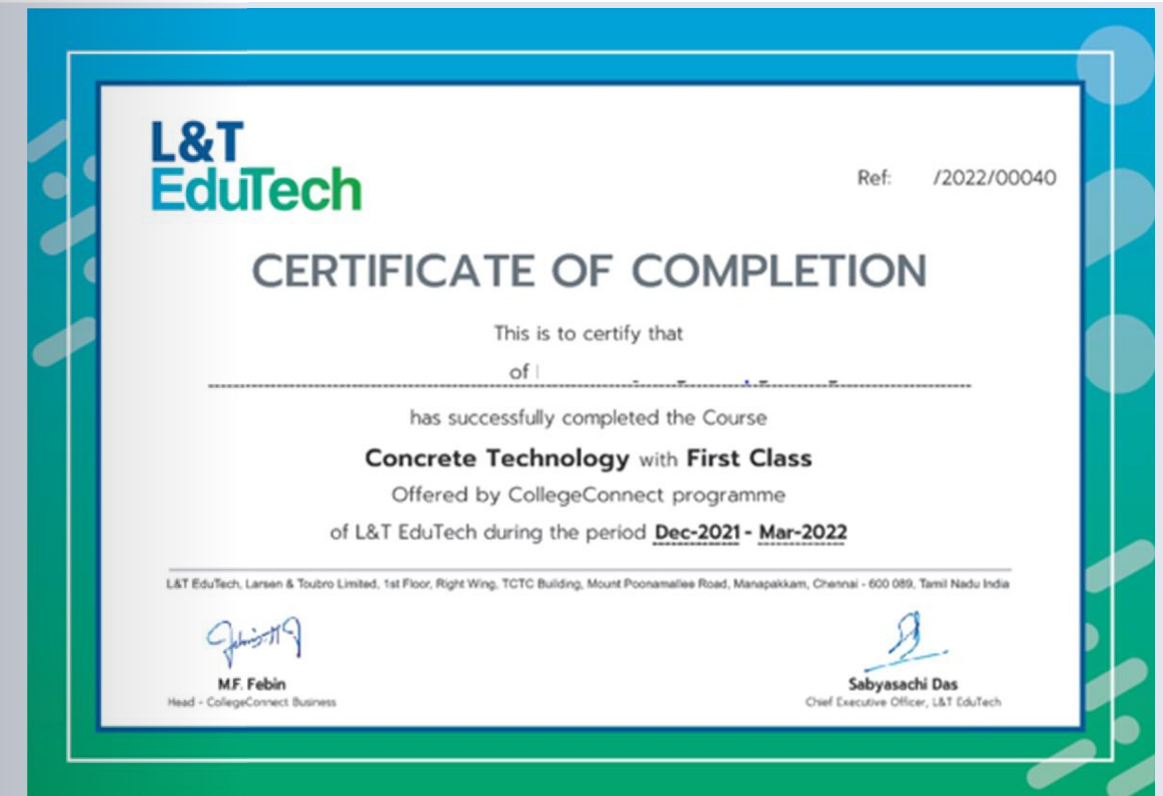 L&T
EduTech
Ref: /2022/00040
CERTIFICATE OF COMPLETION
This is to certify that
of
has successfully completed the Course
Concrete Technology with First Class
Offered by CollegeConnect programme
of L&T EduTech during the period Dec-2021 - Mar-2022
L&T EduTech, Larsen & Toubro Limited, 1st Floor, Right Wing, TCTC Building, Mount Poonamallee Road, Manapakkam, Chennai - 600 089, Tamil Nadu India
M.F. Febin
Head - CollegeConnect Business
Sabyasachi Das
Chief Executive Officer, L&T EduTech